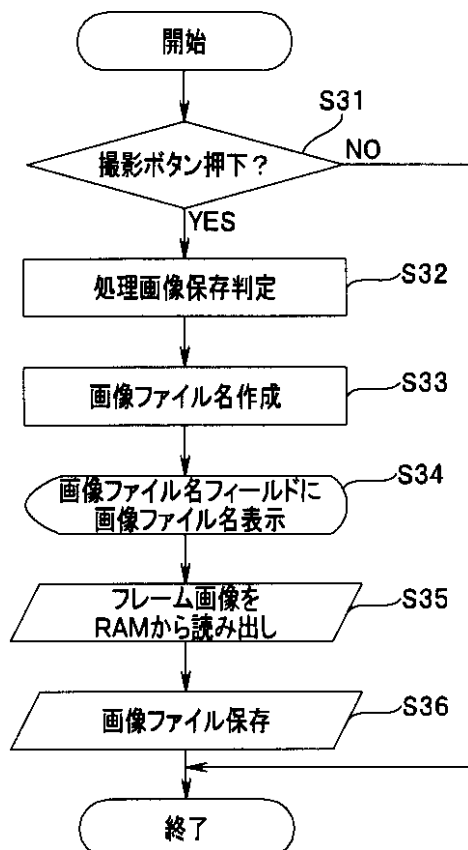 開始
S31
撮影ボタン押下?
NO
YES
処理画像保存判定
S32
画像ファイル名作成
S33
画像ファイル名フィールドに
画像ファイル名表示
S34
フレーム画像を
RAMから読み出し
S35
画像ファイル保存
S36
終了